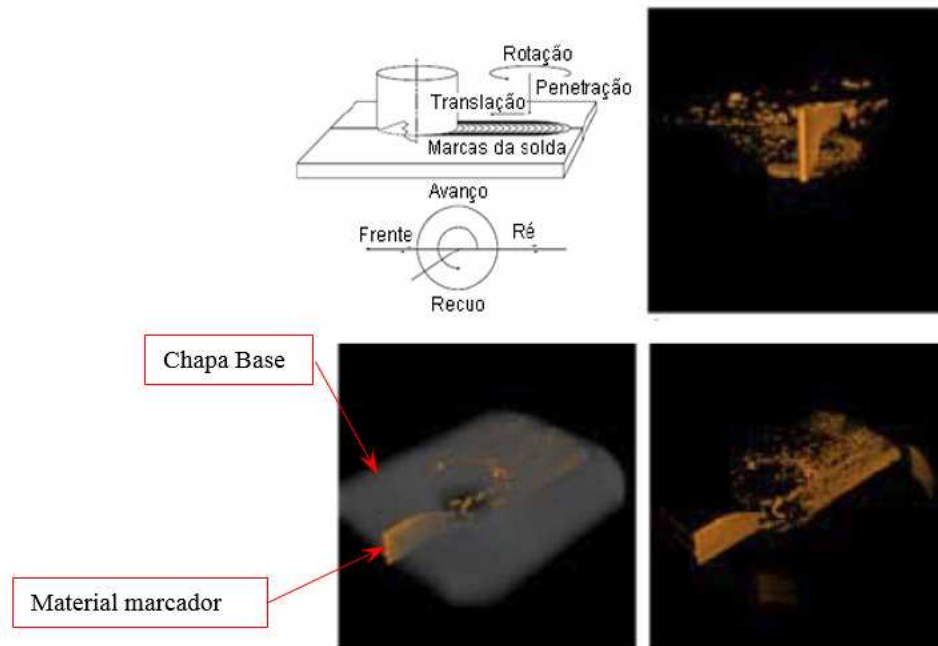 Rotação
Penetração
Translação
Marcas da solda
Avanço
Frente
Ré
Recuo
Chapa Base
Material marcador